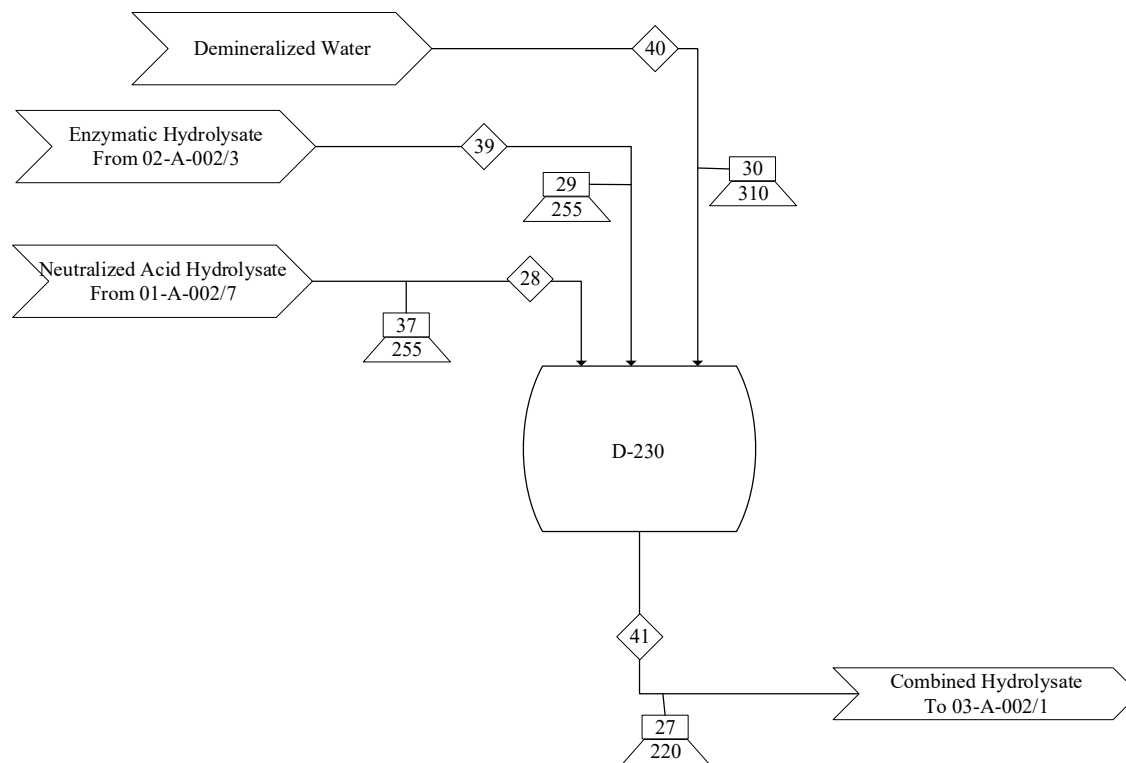 Demineralized Water
40
Enzymatic Hydrolysate
From 02-A-002/3
39
30
310
29
255
Neutralized Acid Hydrolysate
From 01-A-002/7
28
37
255
D-230
41
Combined Hydrolysate
To 03-A-002/1
27
220